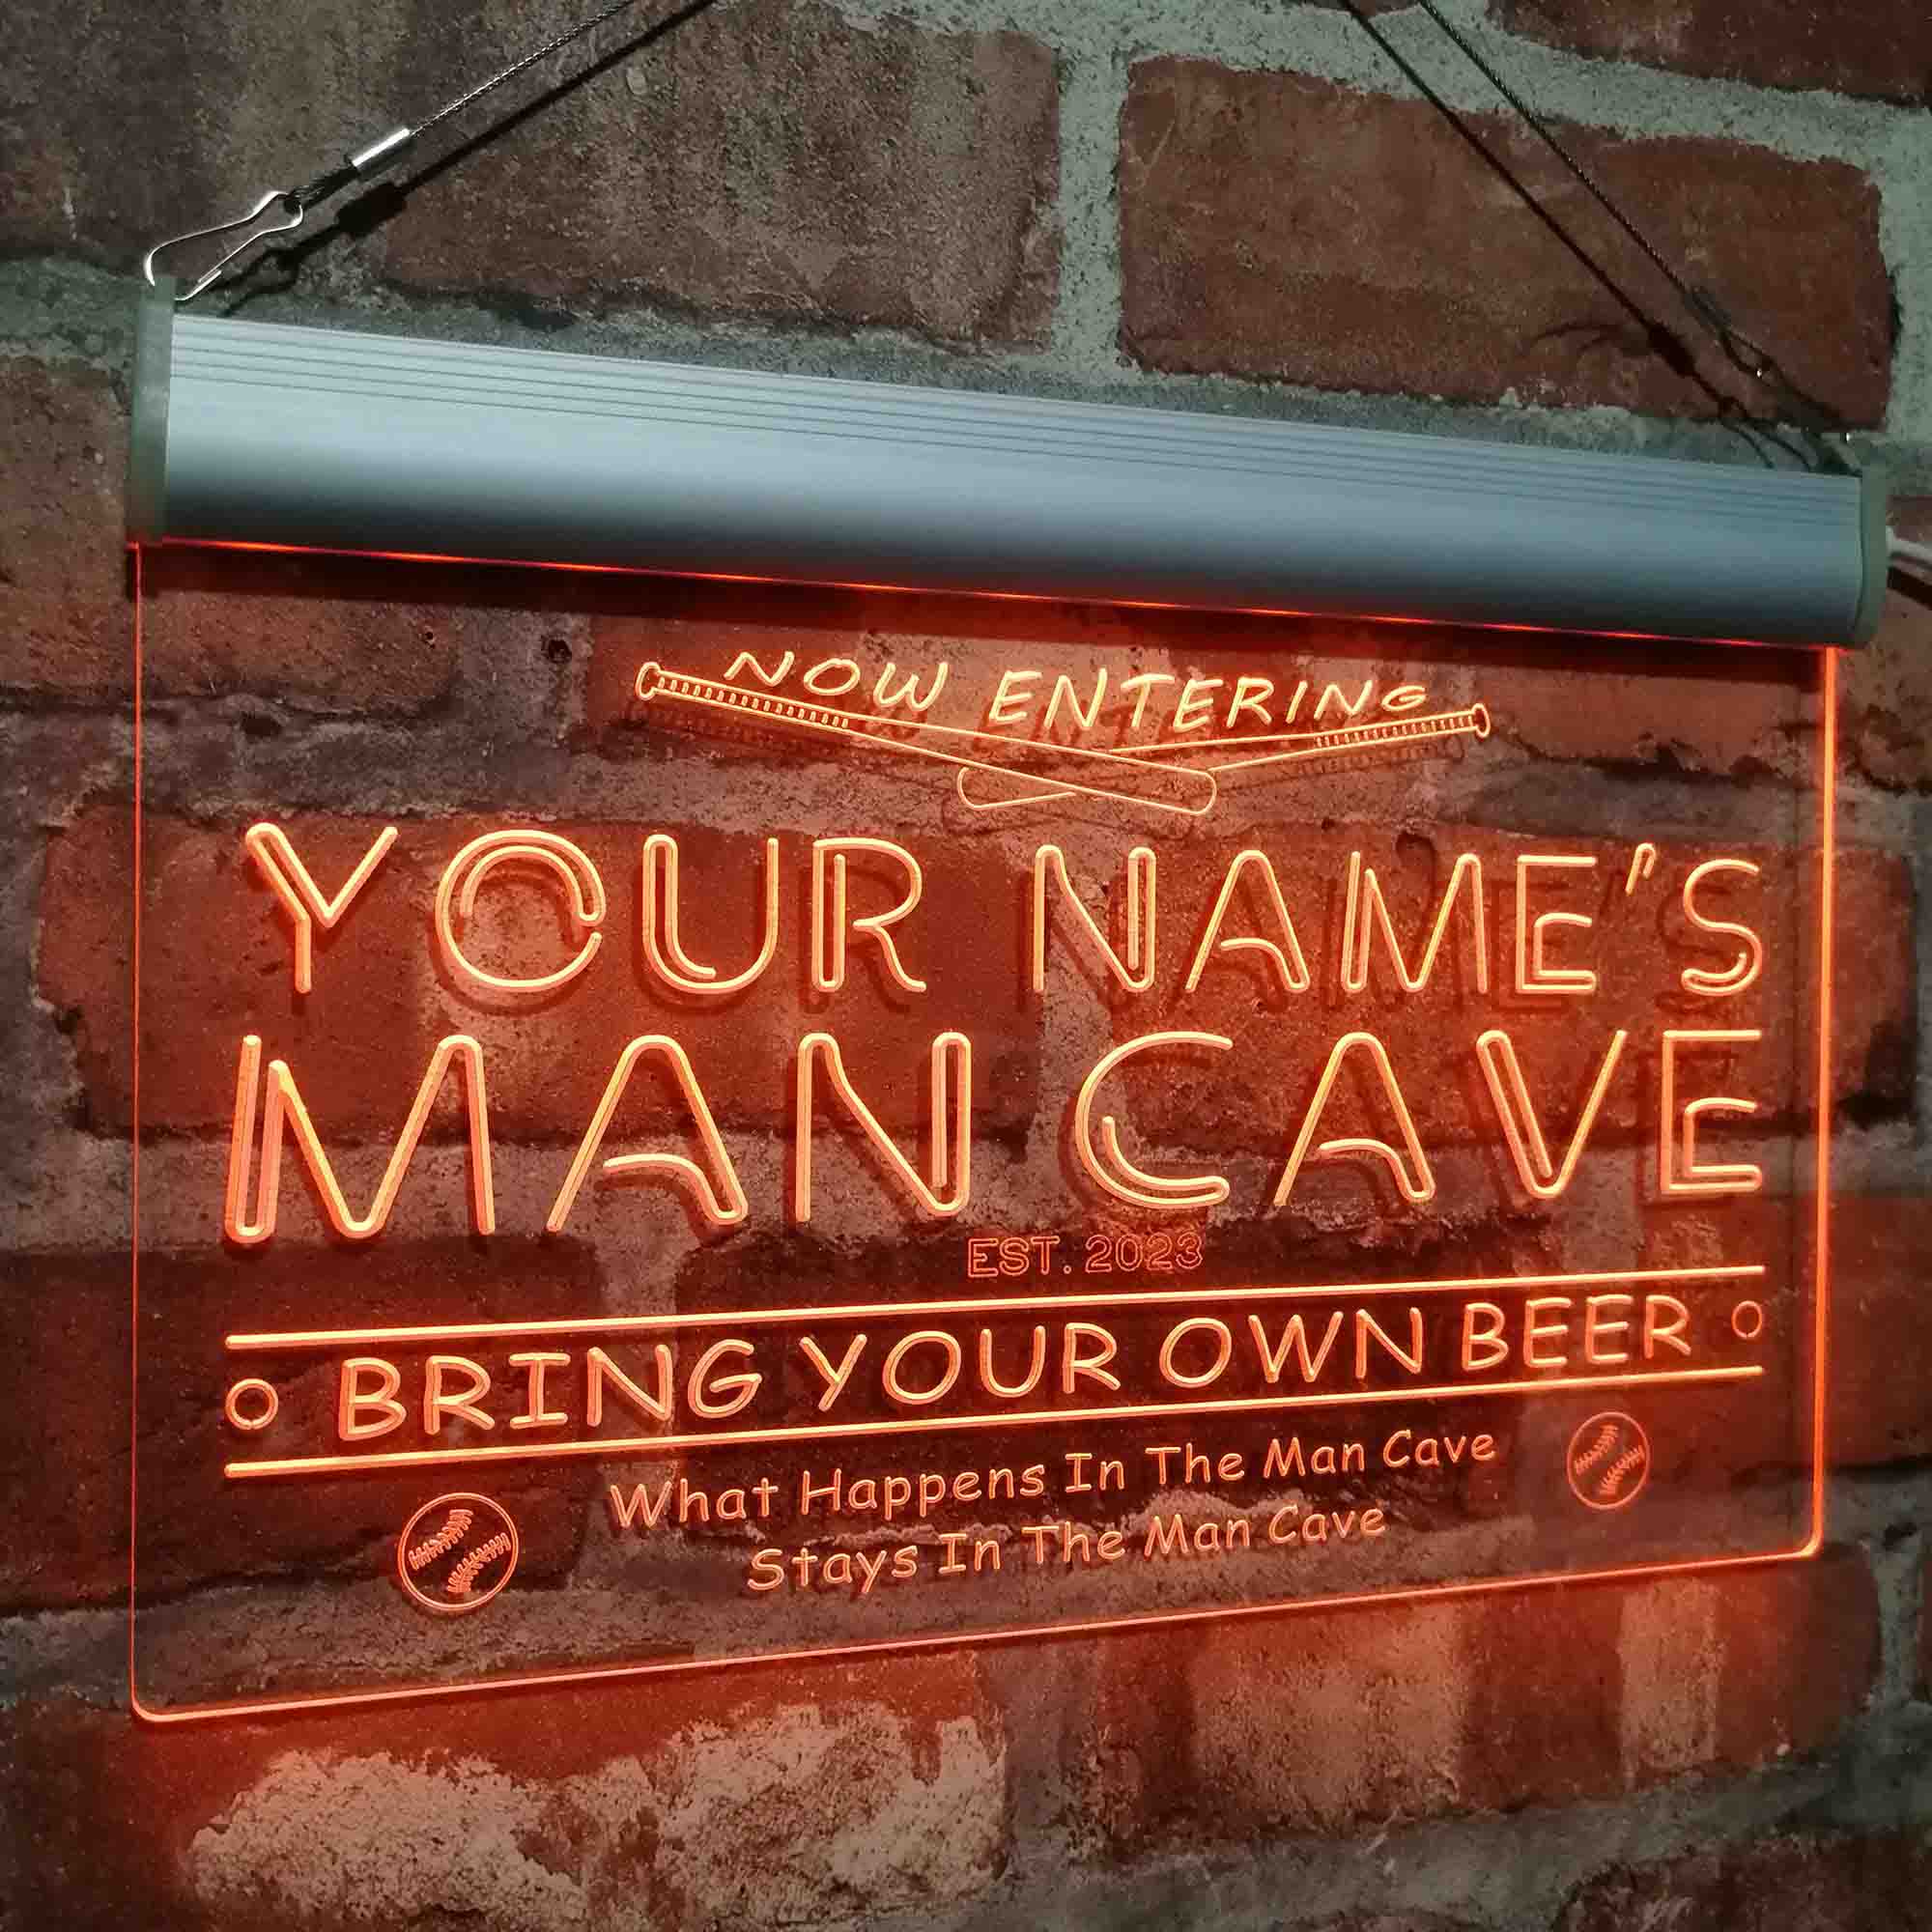 NOW ENTERING
YOUR NAME'S
MAN CAVE
EST. 2023
BRING YOUR OWN BEER
What Happens In The Man Cave
Stays In The Man Cave